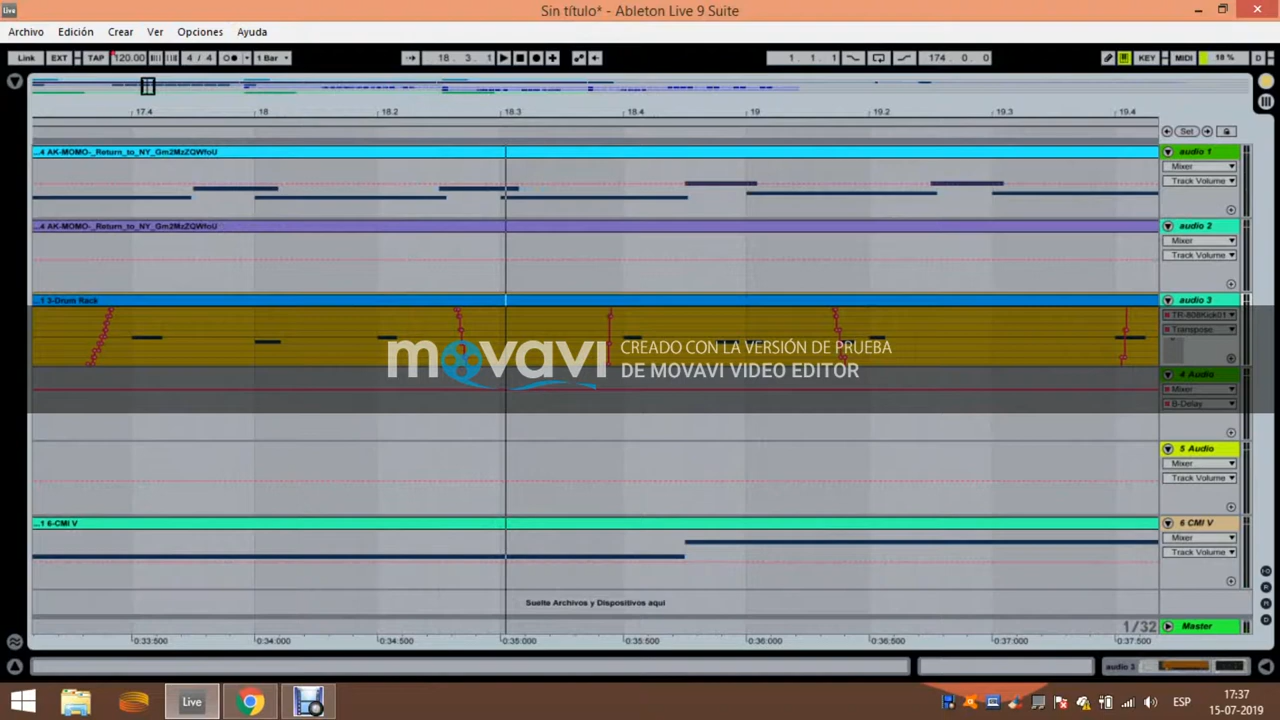 Live
Sin título* - Ableton Live 9 Suite
Archivo Edición Crear Ver Opciones Ayuda
Link EXT TAP 120.00 4 / 4 1 Bar 18. 3. 1 1. 1. 1 174. 0. 0 KEY MIDI 18 % D
17.4 18 18.2 18.3 18.4 19 19.2 19.3 19.4
Set
...4 AK-MOMO-_Return_to_NY_Gm2MzZQWfoU
audio 1
Mixer
Track Volume
...4 AK-MOMO-_Return_to_NY_Gm2MzZQWfoU
audio 2
Mixer
Track Volume
...1 3-Drum Rack
audio 3
TR-808Kick01
Transpose
movavi
CREADO CON LA VERSIÓN DE PRUEBA
DE MOVAVI VIDEO EDITOR
4 Audio
Mixer
B-Delay
5 Audio
Mixer
Track Volume
...1 6-CMI V
6 CMI V
Mixer
Track Volume
Suelte Archivos y Dispositivos aquí
1/32
Master
0:33:500 0:34:000 0:34:500 0:35:000 0:35:500 0:36:000 0:36:500 0:37:000 0:37:500
audio 3
Live
ESP
17:37
15-07-2019